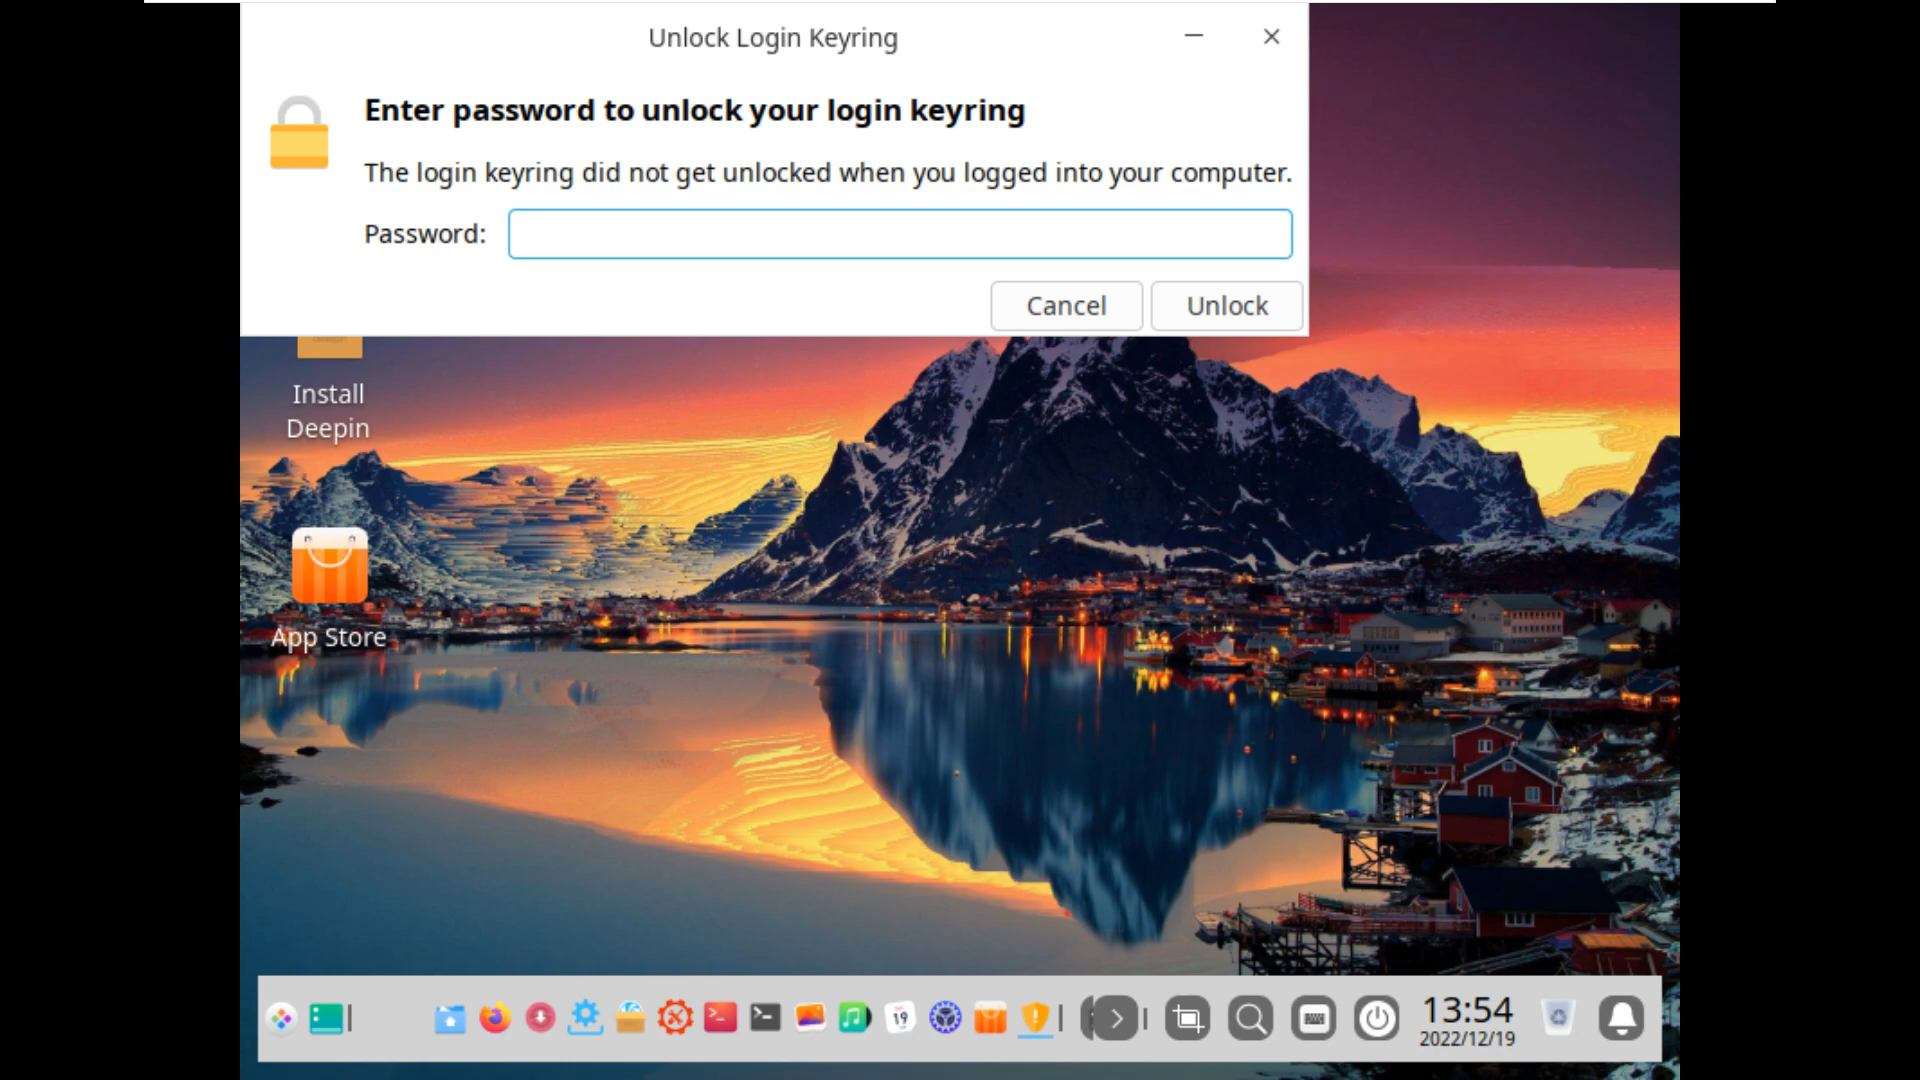 Unlock Login Keyring
Enter password to unlock your login keyring
The login keyring did not get unlocked when you logged into your computer.
Password:
Cancel
Unlock
Install
Deepin
App Store
19
13:54
2022/12/19